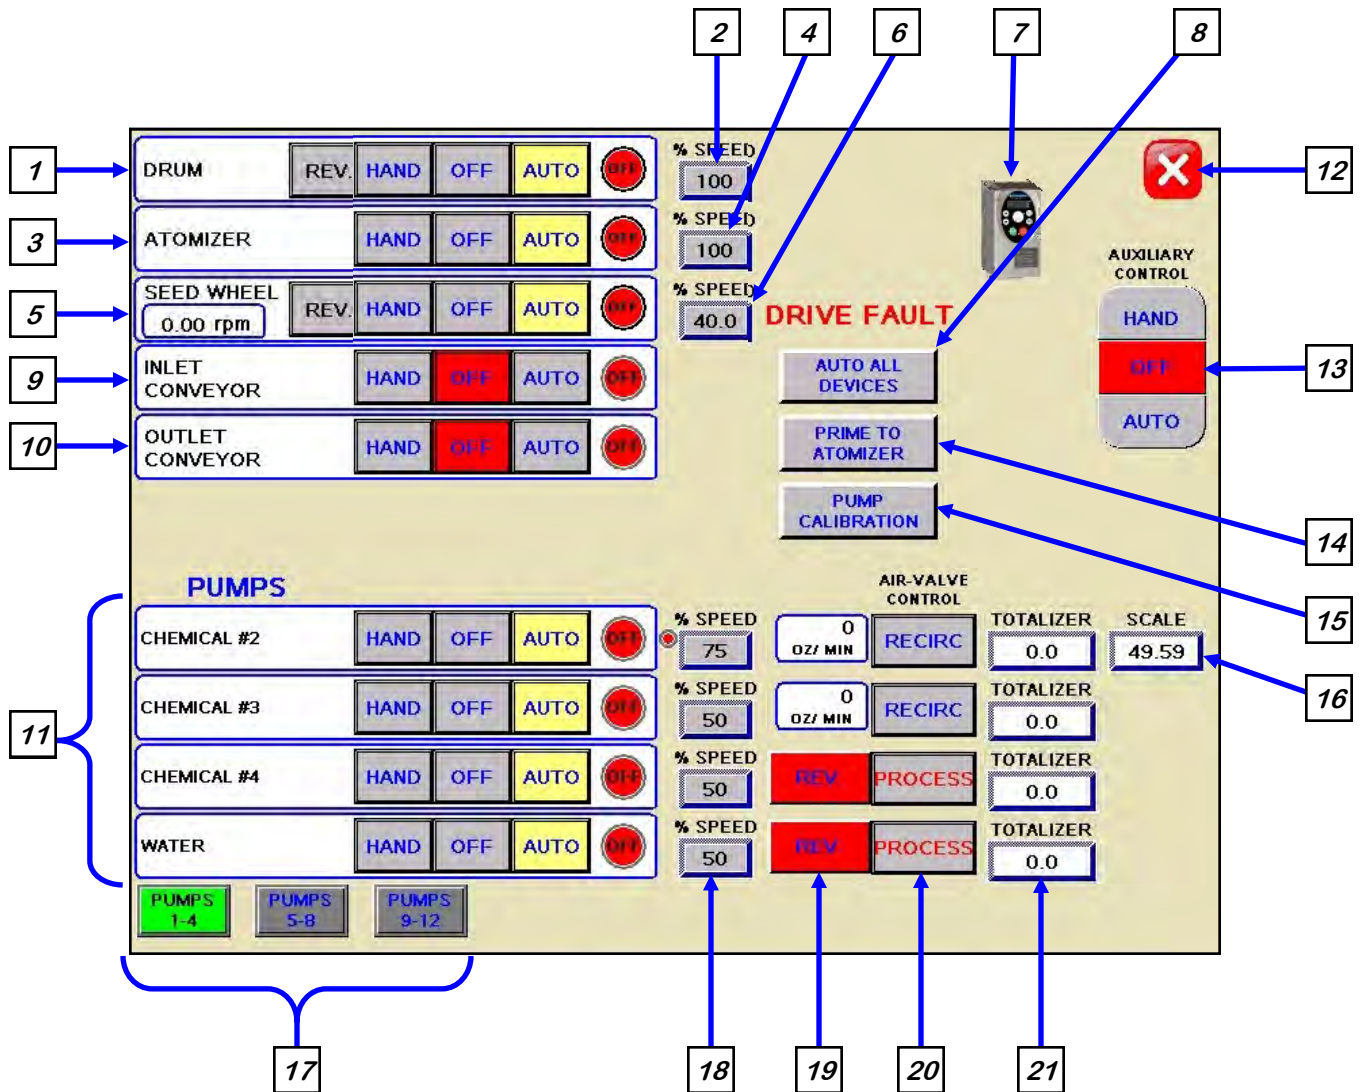 2 4 6 7 8
1 DRUM REV. HAND OFF AUTO OFF % SPEED 100 12
3 ATOMIZER HAND OFF AUTO OFF % SPEED 100
AUXILIARY
CONTROL
HAND
OFF 13
AUTO
5 SEED WHEEL
0.00 rpm REV. HAND OFF AUTO OFF % SPEED 40.0 DRIVE FAULT
9 INLET
CONVEYOR HAND OFF AUTO OFF
AUTO ALL
DEVICES
10 OUTLET
CONVEYOR HAND OFF AUTO OFF
PRIME TO
ATOMIZER
14
PUMP
CALIBRATION
15
PUMPS
AIR-VALVE
CONTROL
11
CHEMICAL #2 HAND OFF AUTO OFF % SPEED 75 0 OZ/ MIN RECIRC TOTALIZER 0.0 SCALE 49.59 16
CHEMICAL #3 HAND OFF AUTO OFF % SPEED 50 0 OZ/ MIN RECIRC TOTALIZER 0.0
CHEMICAL #4 HAND OFF AUTO OFF % SPEED 50 REV PROCESS TOTALIZER 0.0
WATER HAND OFF AUTO OFF % SPEED 50 REV PROCESS TOTALIZER 0.0
PUMPS
1-4
PUMPS
5-8
PUMPS
9-12
17 18 19 20 21